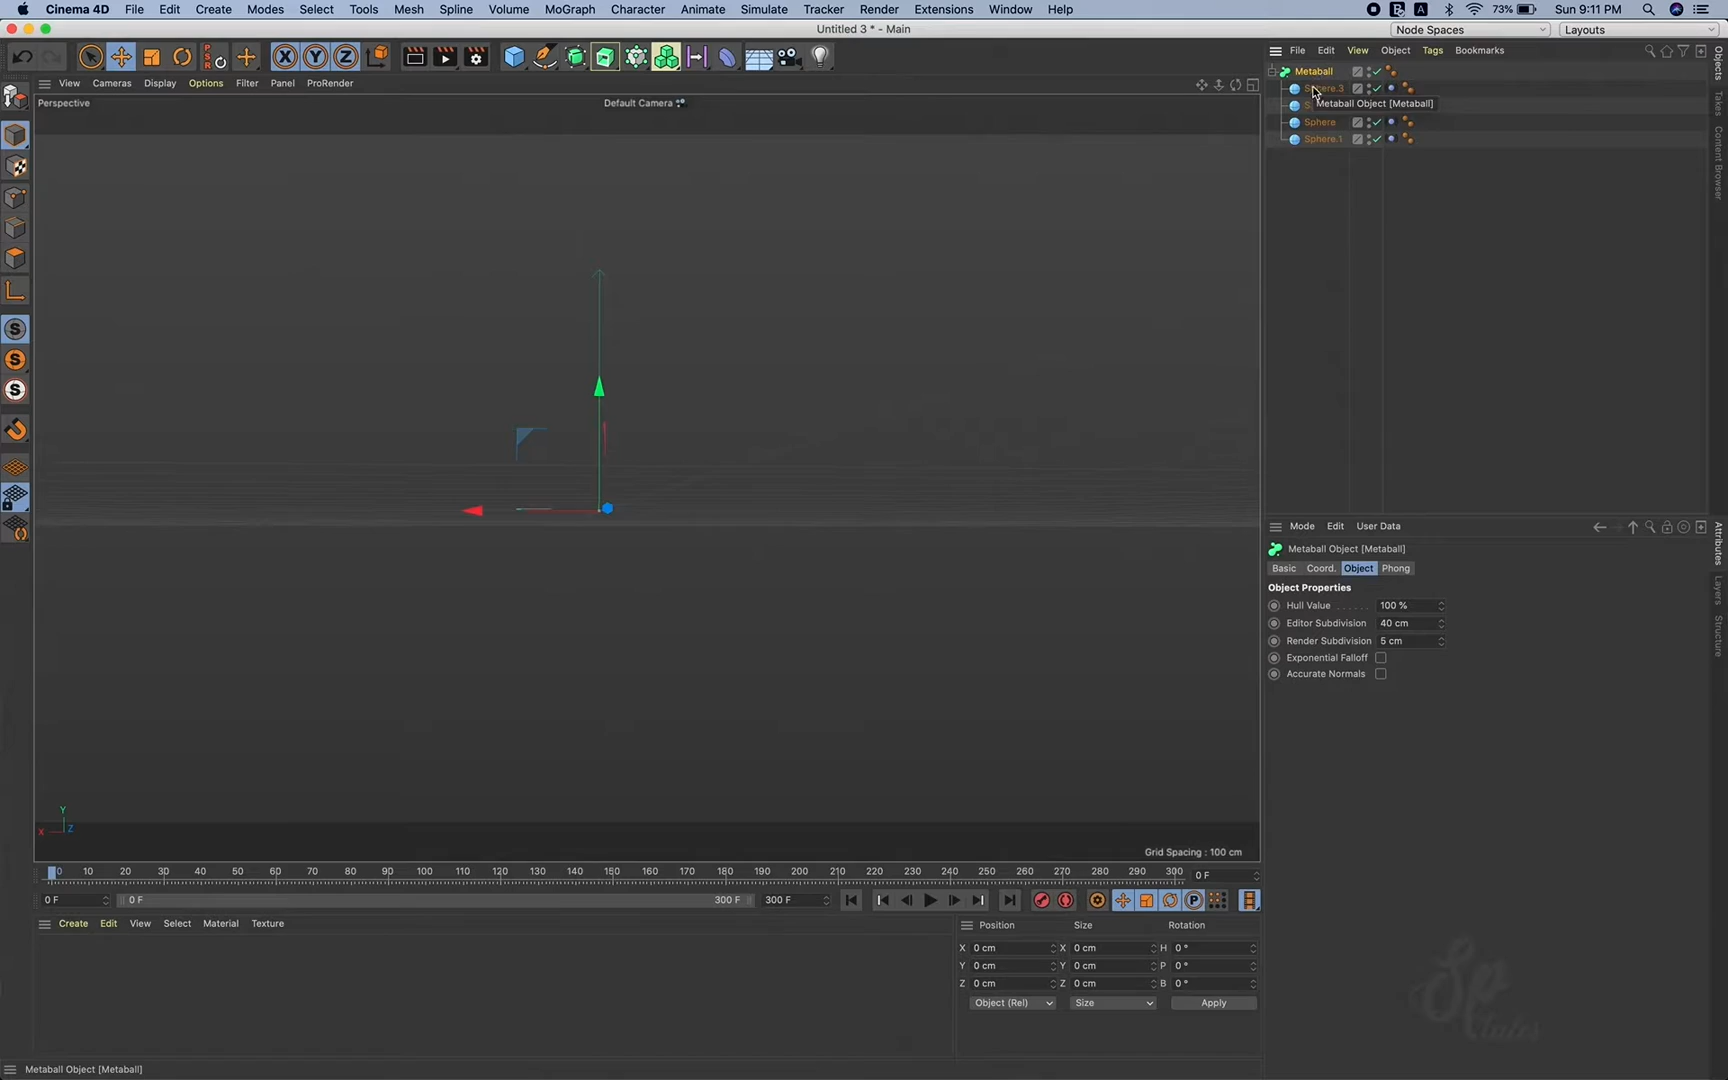 Cinema 4D File Edit Create Modes Select Tools Mesh Spline Volume MoGraph Character Animate Simulate Tracker Render Extensions Window Help A 73% Sun 9:11 PM
Untitled 3 * - Main Node Spaces Layouts
PSR X Y Z
File Edit View Object Tags Bookmarks
View Cameras Display Options Filter Panel ProRender
Perspective Default Camera
Metaball
Sphere.3
Metaball Object [Metaball]
Sphere
Sphere.1
Objects
Takes
Content Browser
S
S
S
Mode Edit User Data
Metaball Object [Metaball]
Basic Coord. Object Phong
Object Properties
Hull Value 100 %
Editor Subdivision 40 cm
Render Subdivision 5 cm
Exponential Falloff
Accurate Normals
Attributes
Layers
Structure
Y
X Z
Grid Spacing : 100 cm
0 10 20 30 40 50 60 70 80 90 100 110 120 130 140 150 160 170 180 190 200 210 220 230 240 250 260 270 280 290 300 0 F
0 F 0 F 300 F 300 F P
Create Edit View Select Material Texture
Position Size Rotation
X 0 cm X 0 cm H 0 °
Y 0 cm Y 0 cm P 0 °
Z 0 cm Z 0 cm B 0 °
Object (Rel) Size Apply
Metaball Object [Metaball]